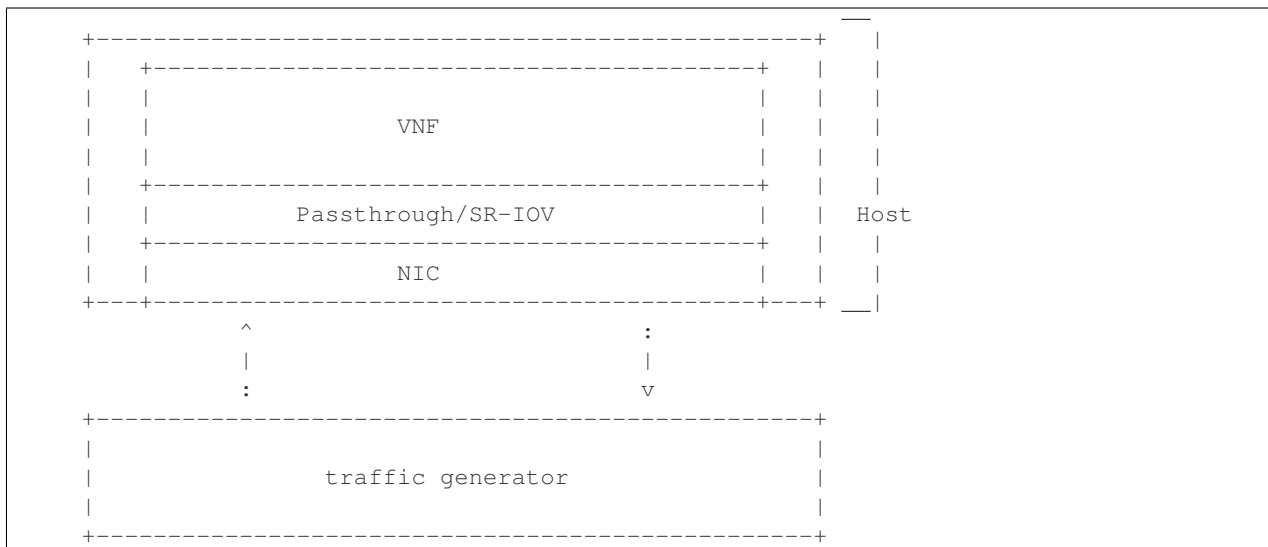 VNF
Passthrough/SR-IOV
Host
NIC
traffic generator